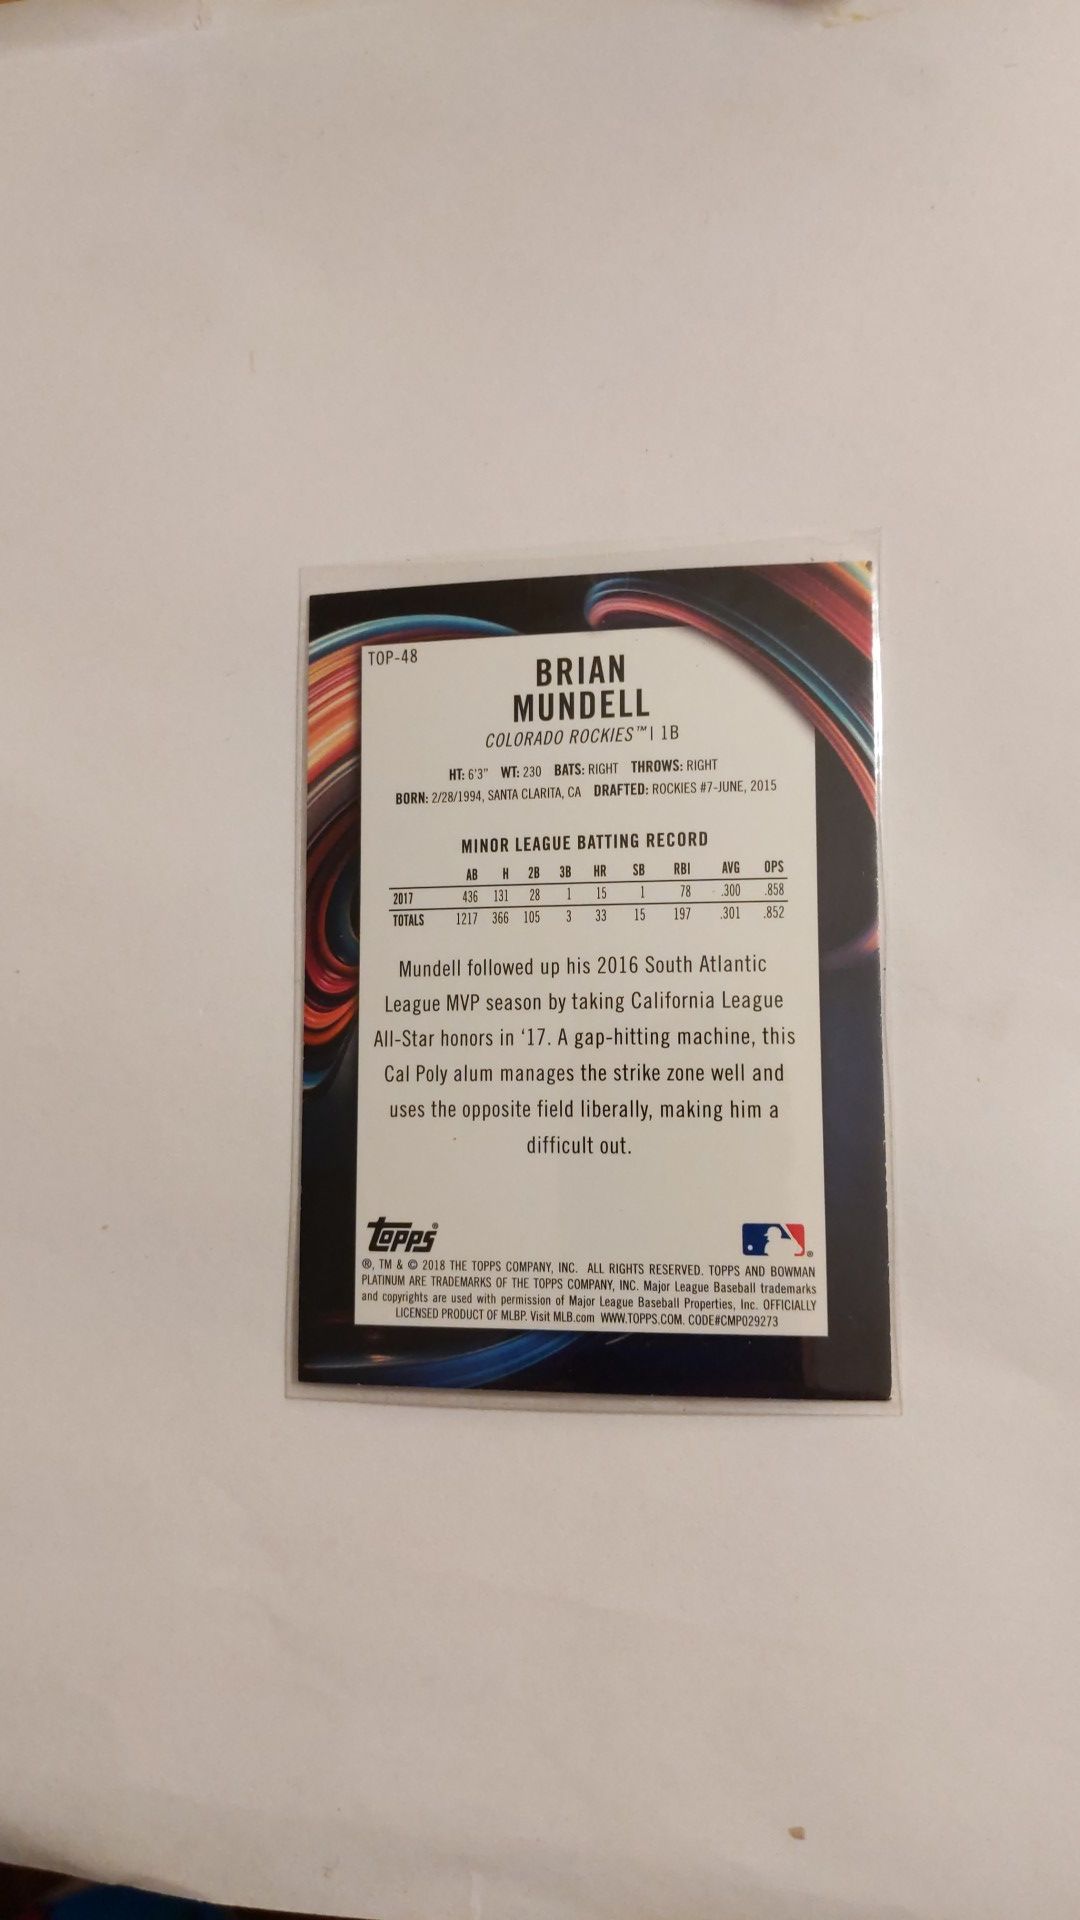 TOP-48
BRIAN
MUNDELL
COLORADO ROCKIES™ | 1B
HT: 6'3" WT: 230 BATS: RIGHT THROWS: RIGHT
BORN: 2/28/1994, SANTA CLARITA, CA DRAFTED: ROCKIES #7-JUNE, 2015
MINOR LEAGUE BATTING RECORD
AB H 2B 3B HR SB RBI AVG OPS
2017 436 131 28 1 15 1 78 .300 .858
TOTALS 1217 366 105 3 33 15 197 .301 .852
Mundell followed up his 2016 South Atlantic
League MVP season by taking California League
All-Star honors in '17. A gap-hitting machine, this
Cal Poly alum manages the strike zone well and
uses the opposite field liberally, making him a
difficult out.
topps®
®
®, TM & © 2018 THE TOPPS COMPANY, INC. ALL RIGHTS RESERVED. TOPPS AND BOWMAN
PLATINUM ARE TRADEMARKS OF THE TOPPS COMPANY, INC. Major League Baseball trademarks
and copyrights are used with permission of Major League Baseball Properties, Inc. OFFICIALLY
LICENSED PRODUCT OF MLBP. Visit MLB.com WWW.TOPPS.COM. CODE#CMP029273